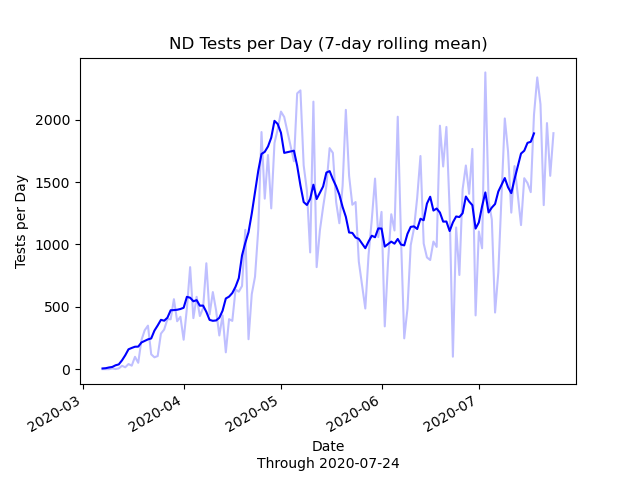 ND Tests per Day (7-day rolling mean)
Tests per Day
2000
1500
1000
500
0
2020-03
2020-04
2020-05
2020-06
2020-07
Date
Through 2020-07-24